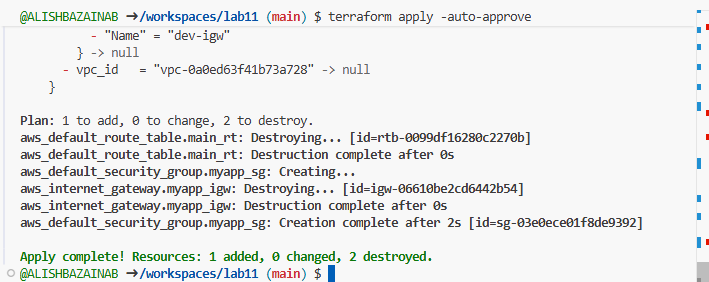 @ALISHBAZAINAB ➜/workspaces/lab11 (main) $ terraform apply -auto-approve
- "Name" = "dev-igw"
} -> null
- vpc_id   = "vpc-0a0ed63f41b73a728" -> null
}
Plan: 1 to add, 0 to change, 2 to destroy.
aws_default_route_table.main_rt: Destroying... [id=rtb-0099df16280c2270b]
aws_default_route_table.main_rt: Destruction complete after 0s
aws_default_security_group.myapp_sg: Creating...
aws_internet_gateway.myapp_igw: Destroying... [id=igw-06610be2cd6442b54]
aws_internet_gateway.myapp_igw: Destruction complete after 0s
aws_default_security_group.myapp_sg: Creation complete after 2s [id=sg-03e0ece01f8de9392]
Apply complete! Resources: 1 added, 0 changed, 2 destroyed.
@ALISHBAZAINAB ➜/workspaces/lab11 (main) $